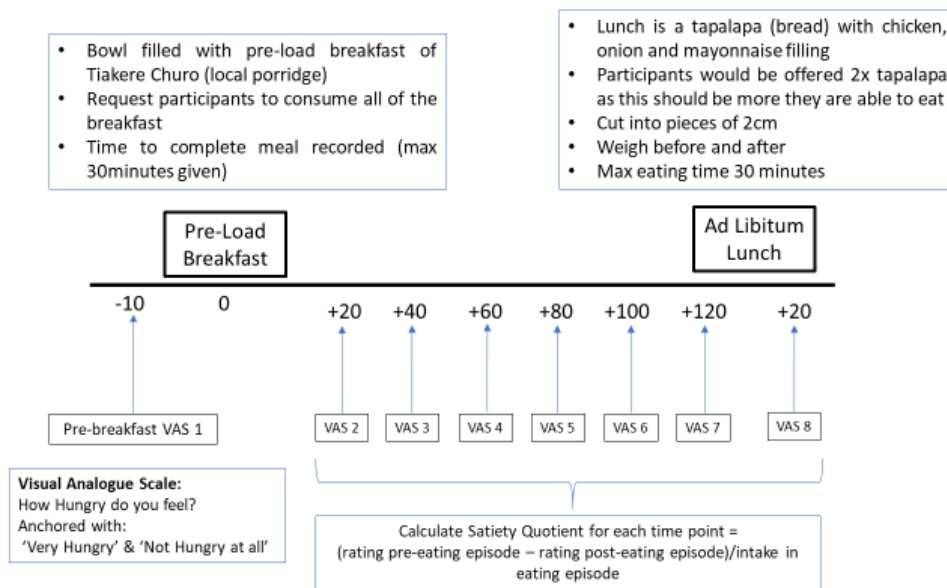 • Bowl filled with pre-load breakfast of
Tiakere Churo (local porridge)
• Request participants to consume all of the
breakfast
• Time to complete meal recorded (max
30minutes given)
• Lunch is a tapalapa (bread) with chicken,
onion and mayonnaise filling
• Participants would be offered 2x tapalapa
as this should be more they are able to eat
• Cut into pieces of 2cm
• Weigh before and after
• Max eating time 30 minutes
Pre-Load
Breakfast
Ad Libitum
Lunch
-10 0 +20 +40 +60 +80 +100 +120 +20
Pre-breakfast VAS 1 VAS 2 VAS 3 VAS 4 VAS 5 VAS 6 VAS 7 VAS 8
Visual Analogue Scale:
How Hungry do you feel?
Anchored with:
'Very Hungry' & 'Not Hungry at all'
Calculate Satiety Quotient for each time point =
(rating pre-eating episode – rating post-eating episode)/intake in
eating episode